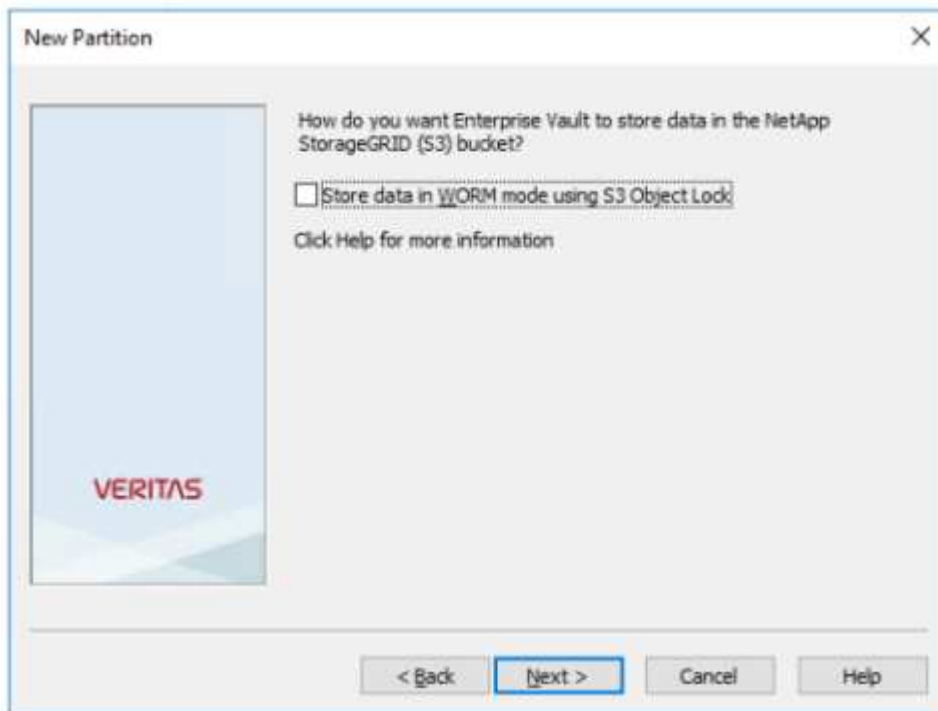 New Partition
How do you want Enterprise Vault to store data in the NetApp
StorageGRID (S3) bucket?
Store data in WORM mode using S3 Object Lock
Click Help for more information
VERITAS
< Back
Next >
Cancel
Help